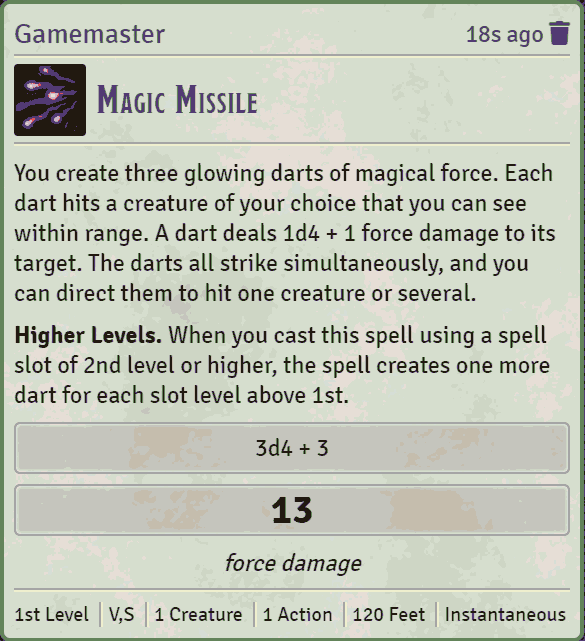 Gamemaster 18s ago
Magic Missile
You create three glowing darts of magical force. Each
dart hits a creature of your choice that you can see
within range. A dart deals 1d4 + 1 force damage to its
target. The darts all strike simultaneously, and you
can direct them to hit one creature or several.
Higher Levels. When you cast this spell using a spell
slot of 2nd level or higher, the spell creates one more
dart for each slot level above 1st.
3d4 + 3
13
force damage
1st Level | V,S | 1 Creature | 1 Action | 120 Feet | Instantaneous